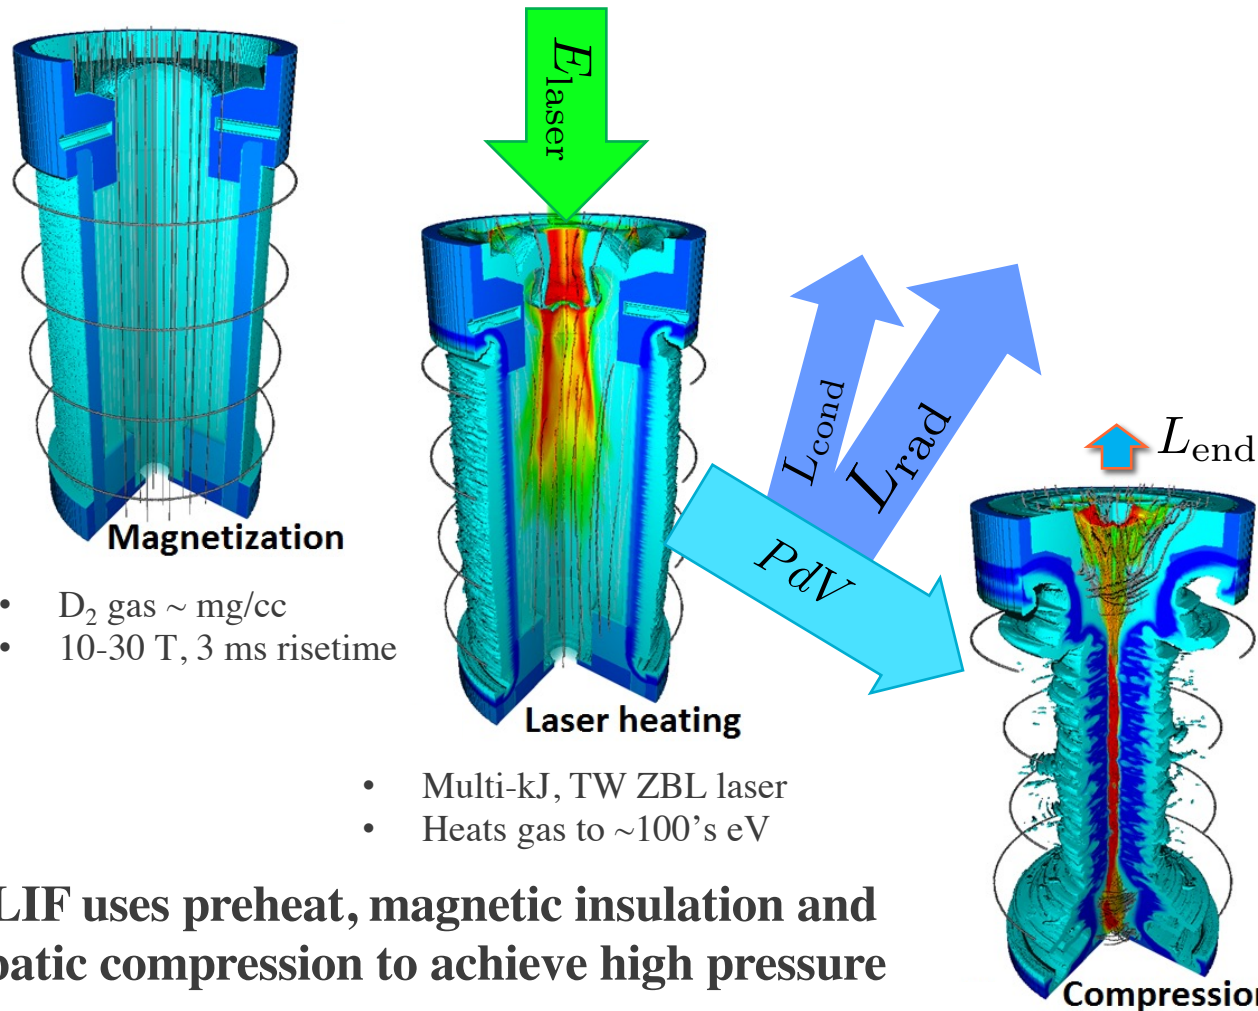 E_laser
L_cond
L_rad
L_end
PdV
Magnetization
• D₂ gas ~ mg/cc
• 10-30 T, 3 ms risetime
Laser heating
• Multi-kJ, TW ZBL laser
• Heats gas to ~100’s eV
LIF uses preheat, magnetic insulation and
batic compression to achieve high pressure
Compression